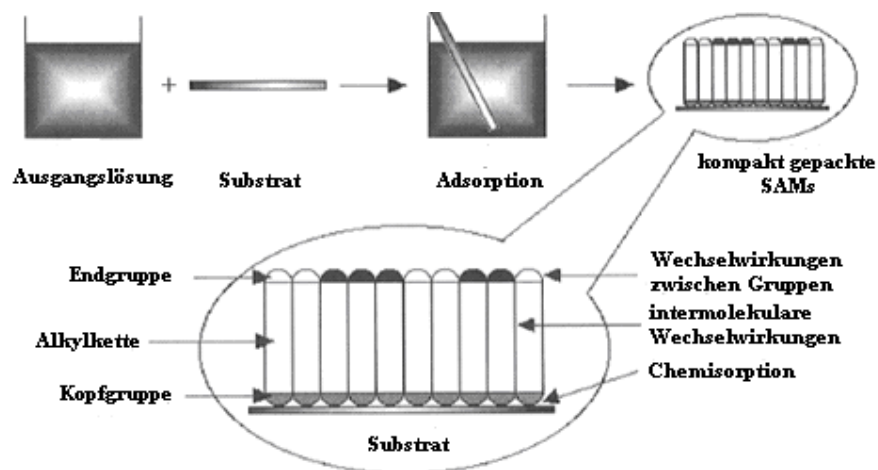 +
Ausgangslösung
Substrat
Adsorption
kompakt gepackte
SAMs
Endgruppe
Alkylkette
Kopfgruppe
Wechselwirkungen
zwischen Gruppen
intermolekulare
Wechselwirkungen
Chemisorption
Substrat